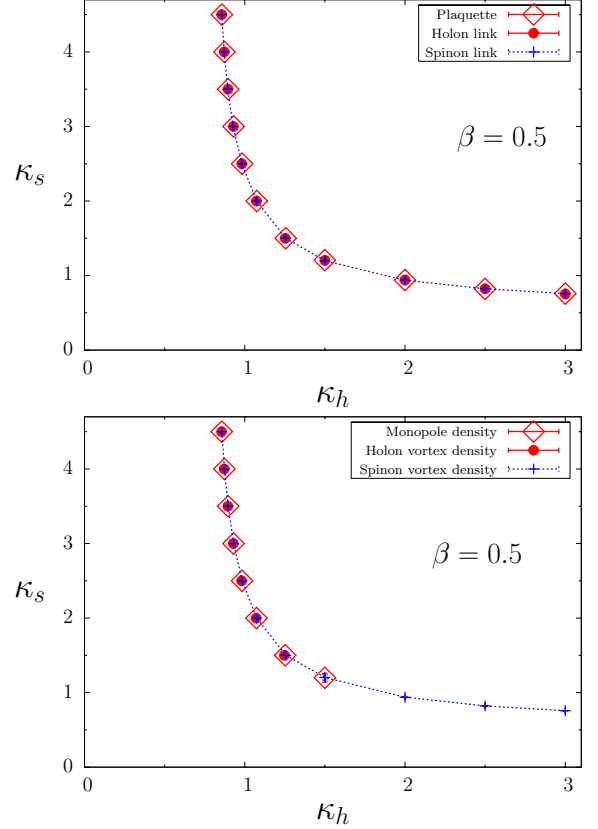 Plaquette
Holon link
Spinon link
β = 0.5
κs
4
3
2
1
0
0 1 2 3
κh
Monopole density
Holon vortex density
Spinon vortex density
β = 0.5
κs
4
3
2
1
0
0 1 2 3
κh